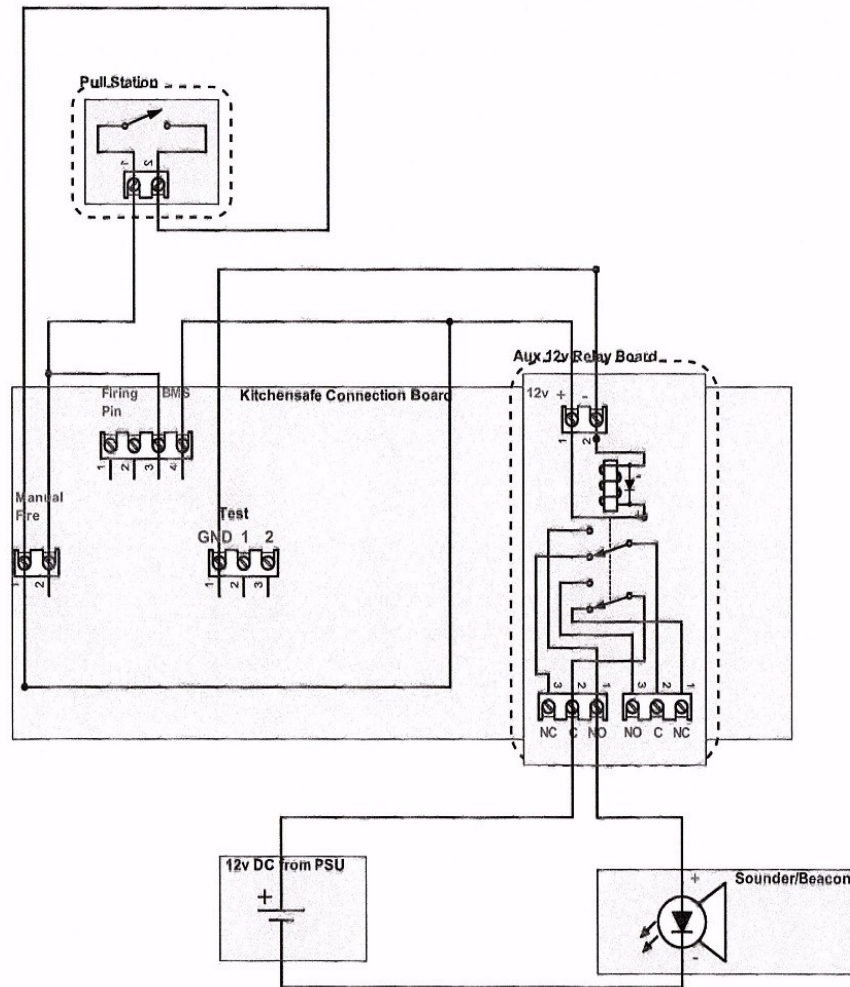 Pull Station
1 2
Aux 12v Relay Board
Firing
Pin
BMS
Kitchensafe Connection Board
12v + -
1 2
1 2 3 4
Manual
Fire
Test
GND 1 2
1 2
1 2 3
3 2 1
3 2 1
NC C NO
NO C NC
12v DC from PSU
+
Sounder/Beacon
+
-